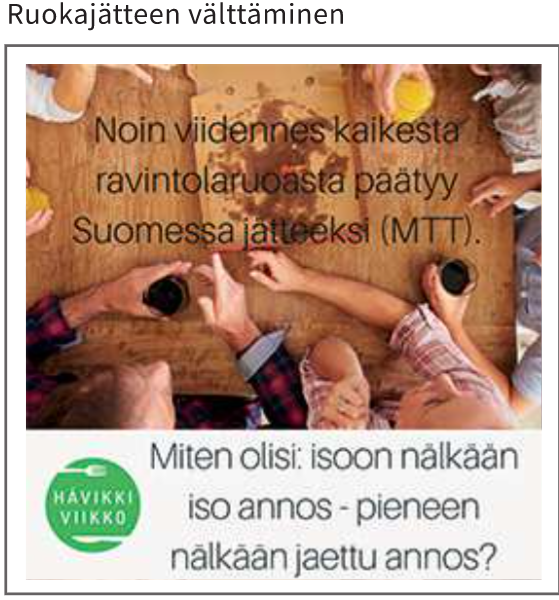 Ruokajätteen välttäminen
Noin viidennes kaikesta
ravintolaruoasta päätyy
Suomessa jätteeksi (MTT).
Miten olisi: isoon nälkään
iso annos - pieneen
nälkään jaettu annos?
HÄVIKKI
VIIKKO